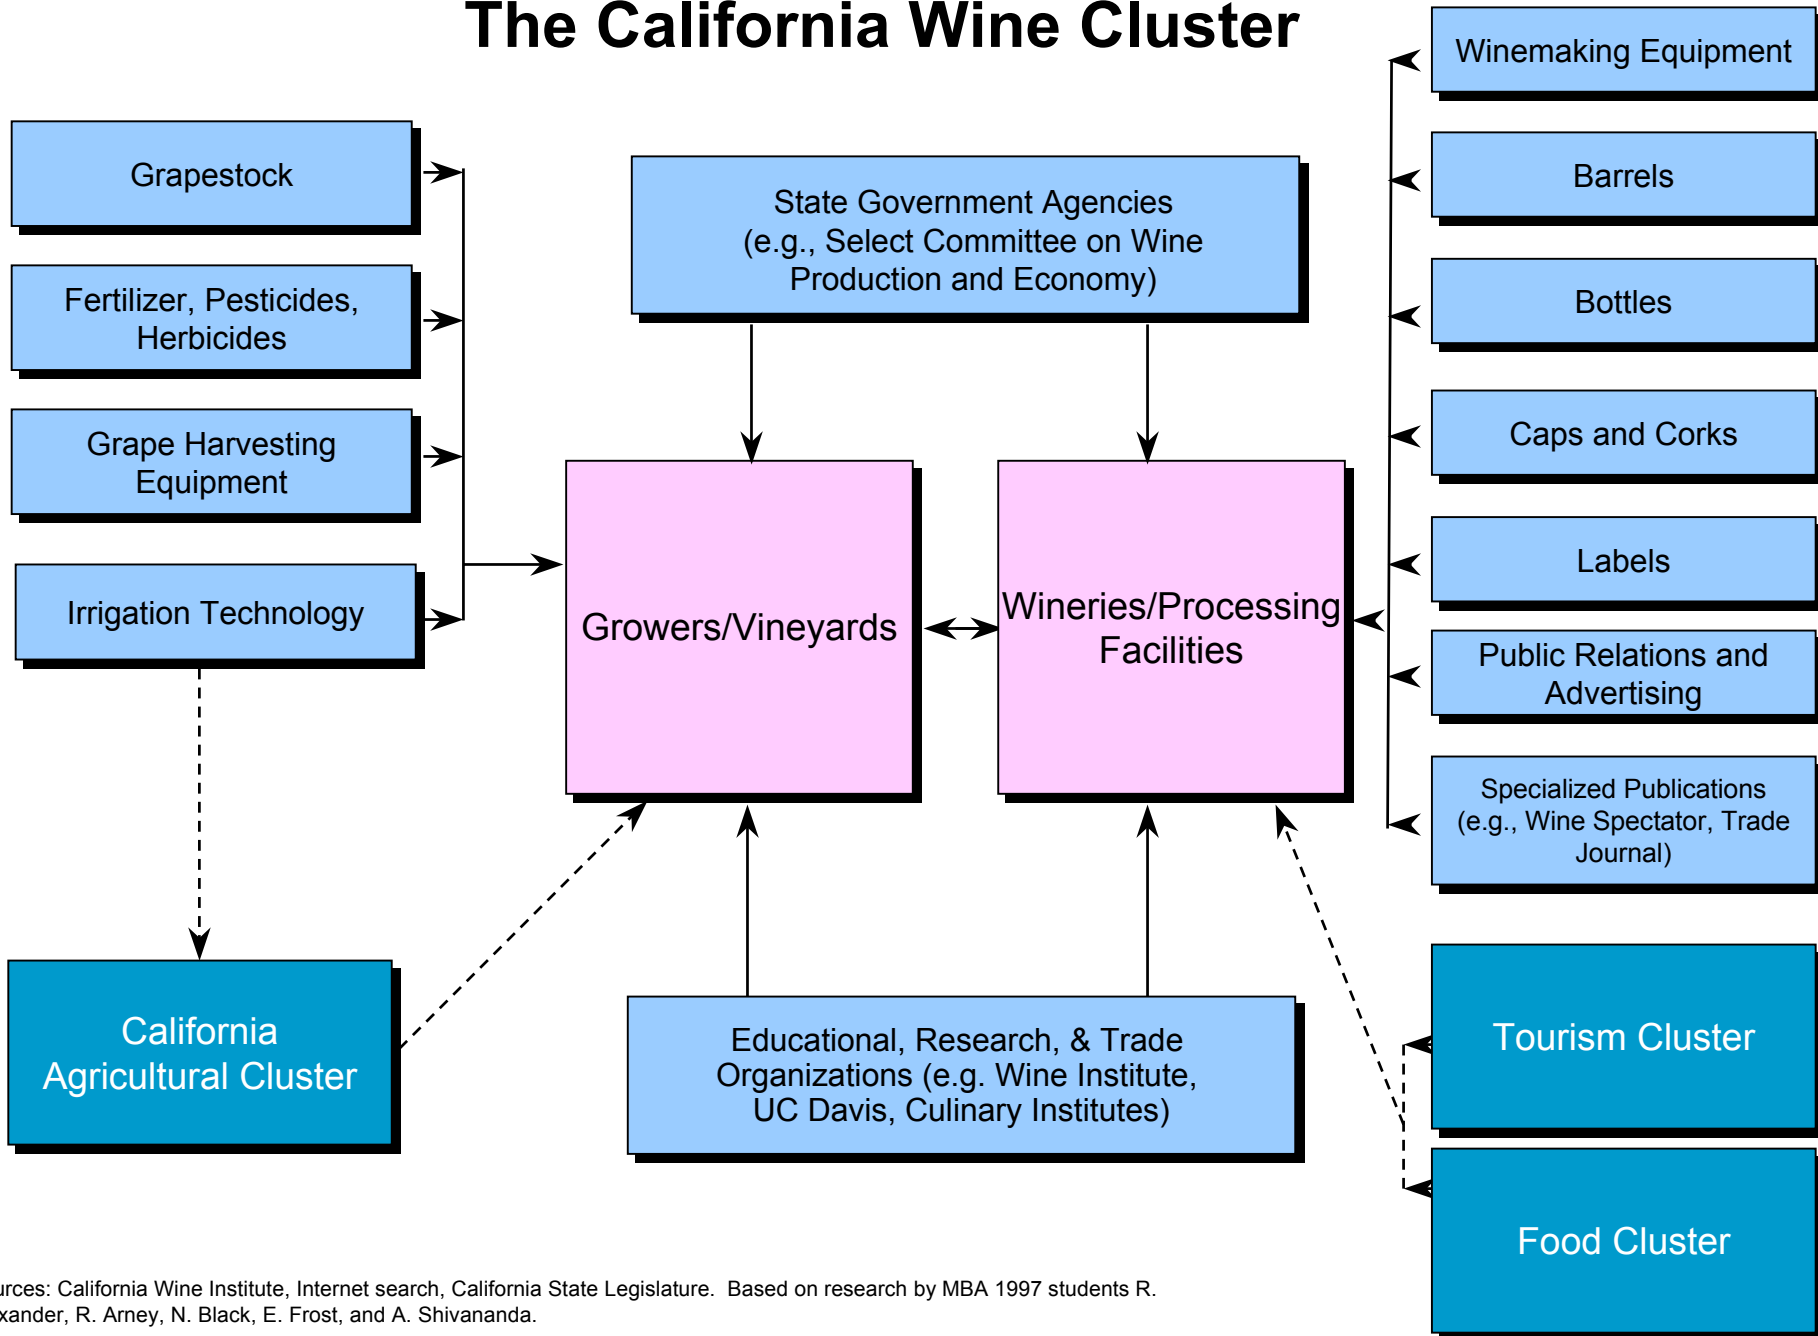 The California Wine Cluster
Grapestock
Fertilizer, Pesticides,
Herbicides
Grape Harvesting
Equipment
Irrigation Technology
State Government Agencies
(e.g., Select Committee on Wine
Production and Economy)
Growers/Vineyards
Wineries/Processing
Facilities
Winemaking Equipment
Barrels
Bottles
Caps and Corks
Labels
Public Relations and
Advertising
Specialized Publications
(e.g., Wine Spectator, Trade
Journal)
California
Agricultural Cluster
Educational, Research, & Trade
Organizations (e.g. Wine Institute,
UC Davis, Culinary Institutes)
Tourism Cluster
Food Cluster
urces: California Wine Institute, Internet search, California State Legislature. Based on research by MBA 1997 students R.
xander, R. Arney, N. Black, E. Frost, and A. Shivananda.